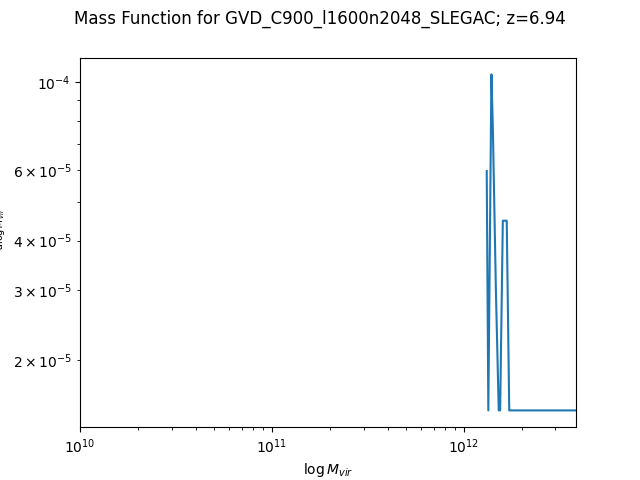 Mass Function for GVD_C900_l1600n2048_SLEGAC; z=6.94
10⁻⁴
6 × 10⁻⁵
4 × 10⁻⁵
3 × 10⁻⁵
2 × 10⁻⁵
10¹⁰ 10¹¹ 10¹²
log M_vir